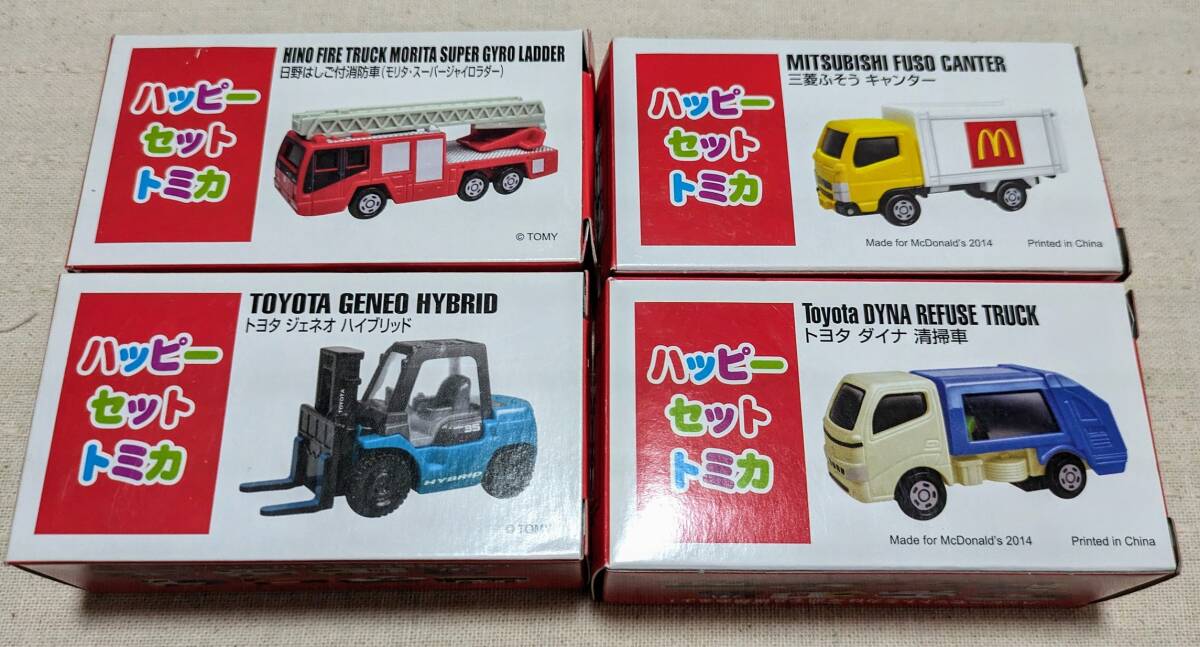 HINO FIRE TRUCK MORITA SUPER GYRO LADDER
日野はしご付消防車(モリタ・スーパージャイロラダー)
ハッピー
セット
トミカ
© TOMY
MITSUBISHI FUSO CANTER
三菱ふそう キャンター
ハッピー
セット
トミカ
M
Made for McDonald's 2014 Printed in China
TOYOTA GENEO HYBRID
トヨタ ジェネオ ハイブリッド
ハッピー
セット
トミカ
TOYOTA
35
HYBRID
© TOMY
Toyota DYNA REFUSE TRUCK
トヨタ ダイナ 清掃車
ハッピー
セット
トミカ
Made for McDonald's 2014 Printed in China